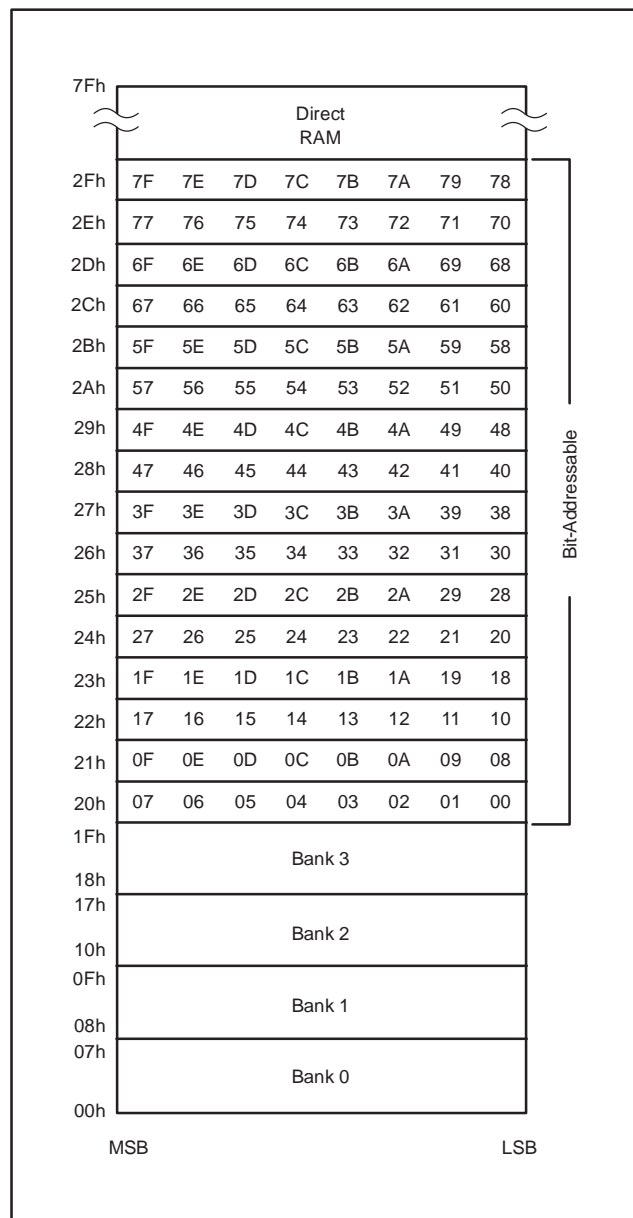 7Fh
Direct
RAM
2Fh 7F 7E 7D 7C 7B 7A 79 78
2Eh 77 76 75 74 73 72 71 70
2Dh 6F 6E 6D 6C 6B 6A 69 68
2Ch 67 66 65 64 63 62 61 60
2Bh 5F 5E 5D 5C 5B 5A 59 58
2Ah 57 56 55 54 53 52 51 50
29h 4F 4E 4D 4C 4B 4A 49 48
28h 47 46 45 44 43 42 41 40
27h 3F 3E 3D 3C 3B 3A 39 38
26h 37 36 35 34 33 32 31 30
25h 2F 2E 2D 2C 2B 2A 29 28
24h 27 26 25 24 23 22 21 20
23h 1F 1E 1D 1C 1B 1A 19 18
22h 17 16 15 14 13 12 11 10
21h 0F 0E 0D 0C 0B 0A 09 08
20h 07 06 05 04 03 02 01 00
Bit-Addressable
1Fh
Bank 3
18h
17h
Bank 2
10h
0Fh
Bank 1
08h
07h
Bank 0
00h
MSB LSB